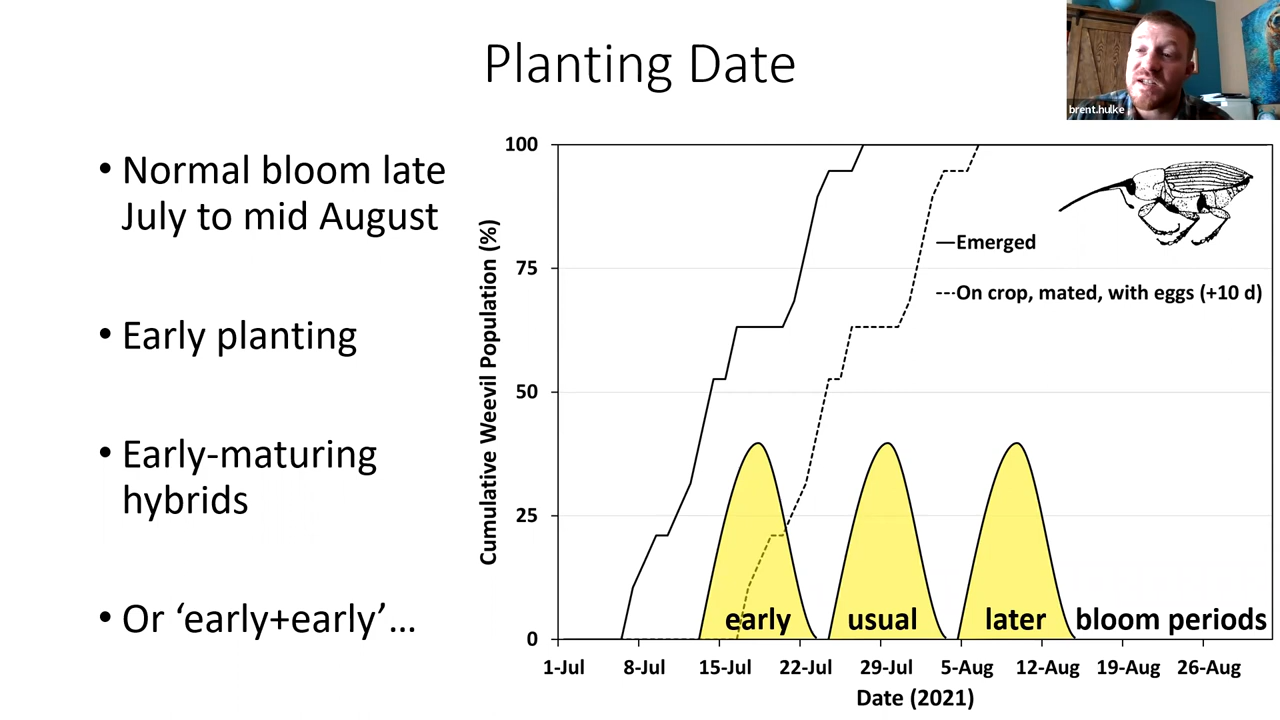 Planting Date
brent.hulke
• Normal bloom late
July to mid August
• Early planting
• Early-maturing
hybrids
• Or ‘early+early’…
Cumulative Weevil Population (%)
100
75
50
25
0
Emerged
On crop, mated, with eggs (+10 d)
early usual later bloom periods
1-Jul 8-Jul 15-Jul 22-Jul 29-Jul 5-Aug 12-Aug 19-Aug 26-Aug
Date (2021)